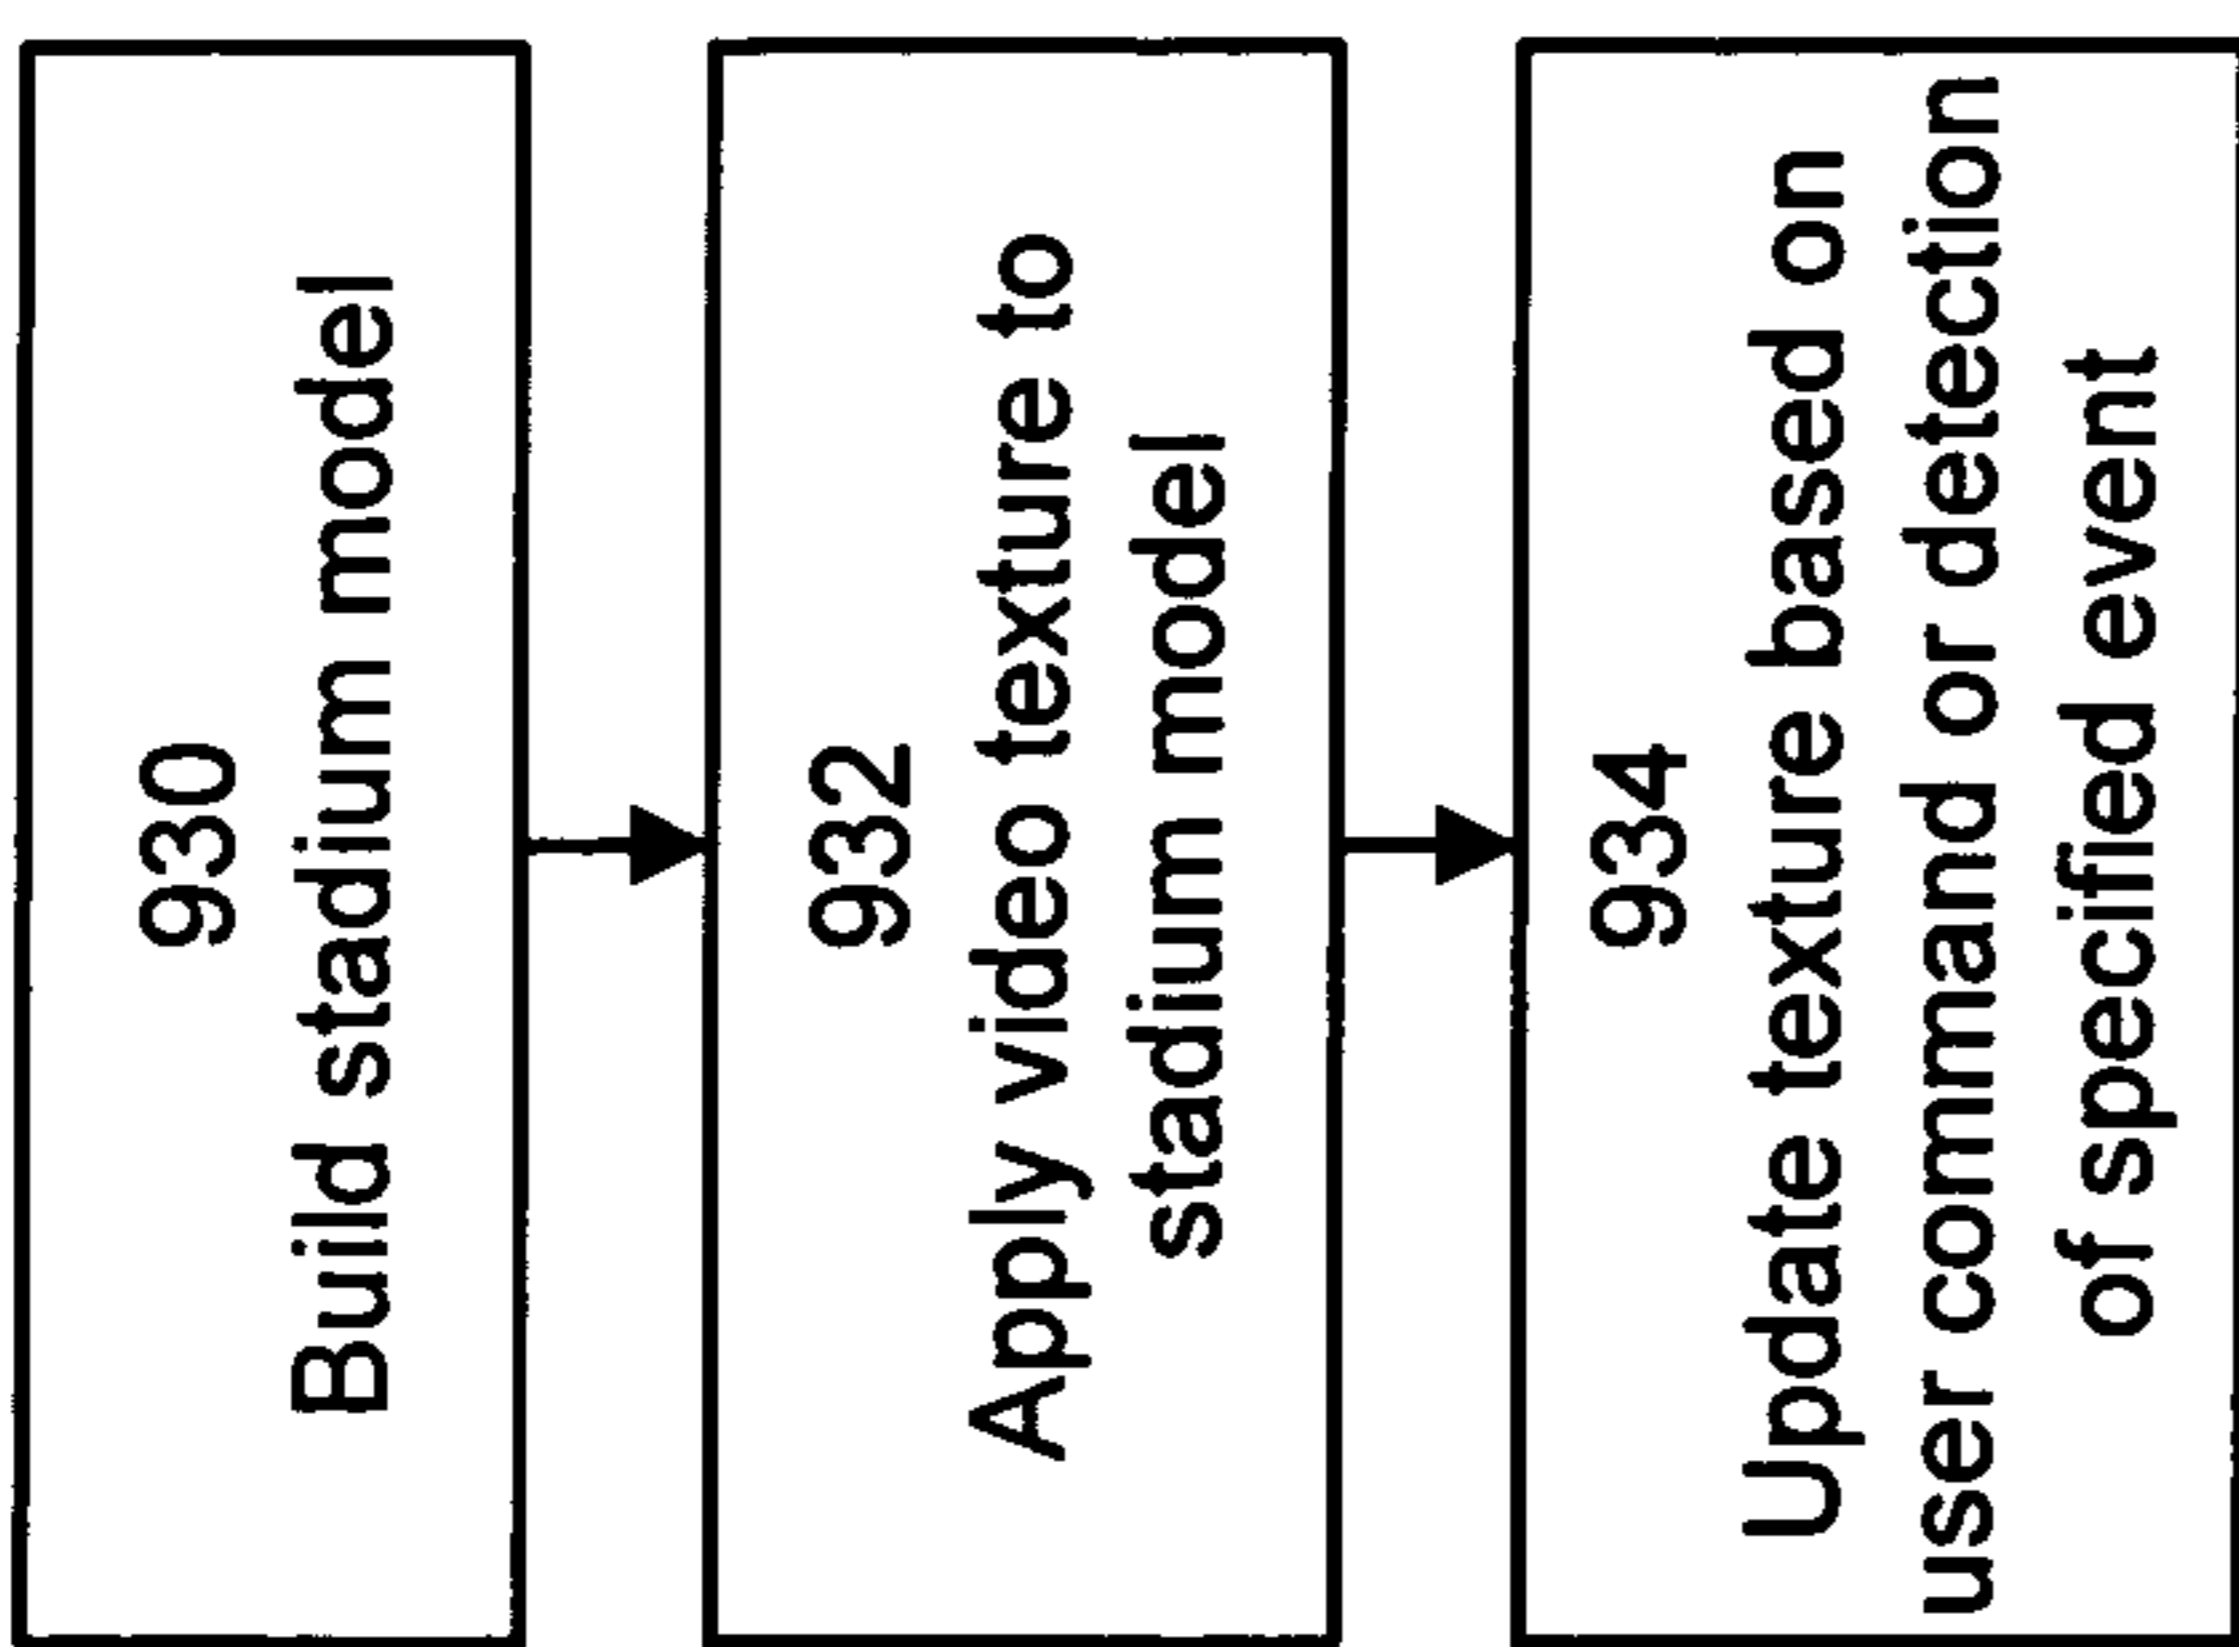 930
Build stadium model
932
Apply video texture to
stadium model
934
Update texture based on
user command or detection
of specified event